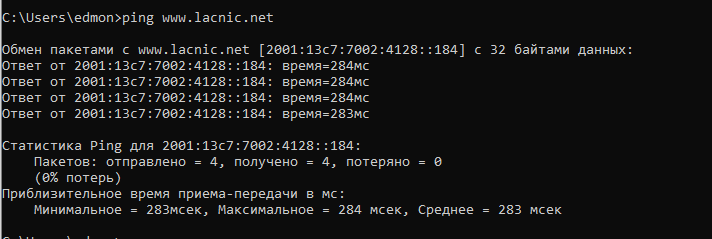 C:\Users\edmon>ping www.lacnic.net
Обмен пакетами с www.lacnic.net [2001:13c7:7002:4128::184] с 32 байтами данных:
Ответ от 2001:13c7:7002:4128::184: время=284мс
Ответ от 2001:13c7:7002:4128::184: время=284мс
Ответ от 2001:13c7:7002:4128::184: время=284мс
Ответ от 2001:13c7:7002:4128::184: время=283мс
Статистика Ping для 2001:13c7:7002:4128::184:
Пакетов: отправлено = 4, получено = 4, потеряно = 0
(0% потерь)
Приблизительное время приема-передачи в мс:
Минимальное = 283мсек, Максимальное = 284 мсек, Среднее = 283 мсек